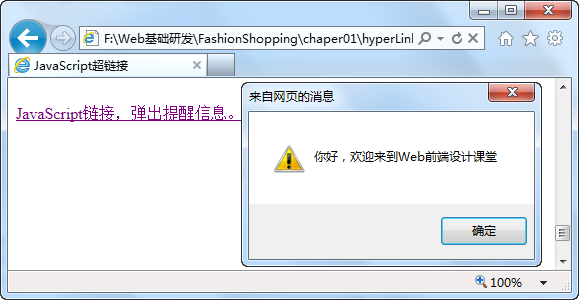 F:\Web基础研发\FashionShopping\chaper01\hyperLinl
JavaScript超链接
JavaScript链接，弹出提醒信息。
来自网页的消息
你好，欢迎来到Web前端设计课堂
确定
100%